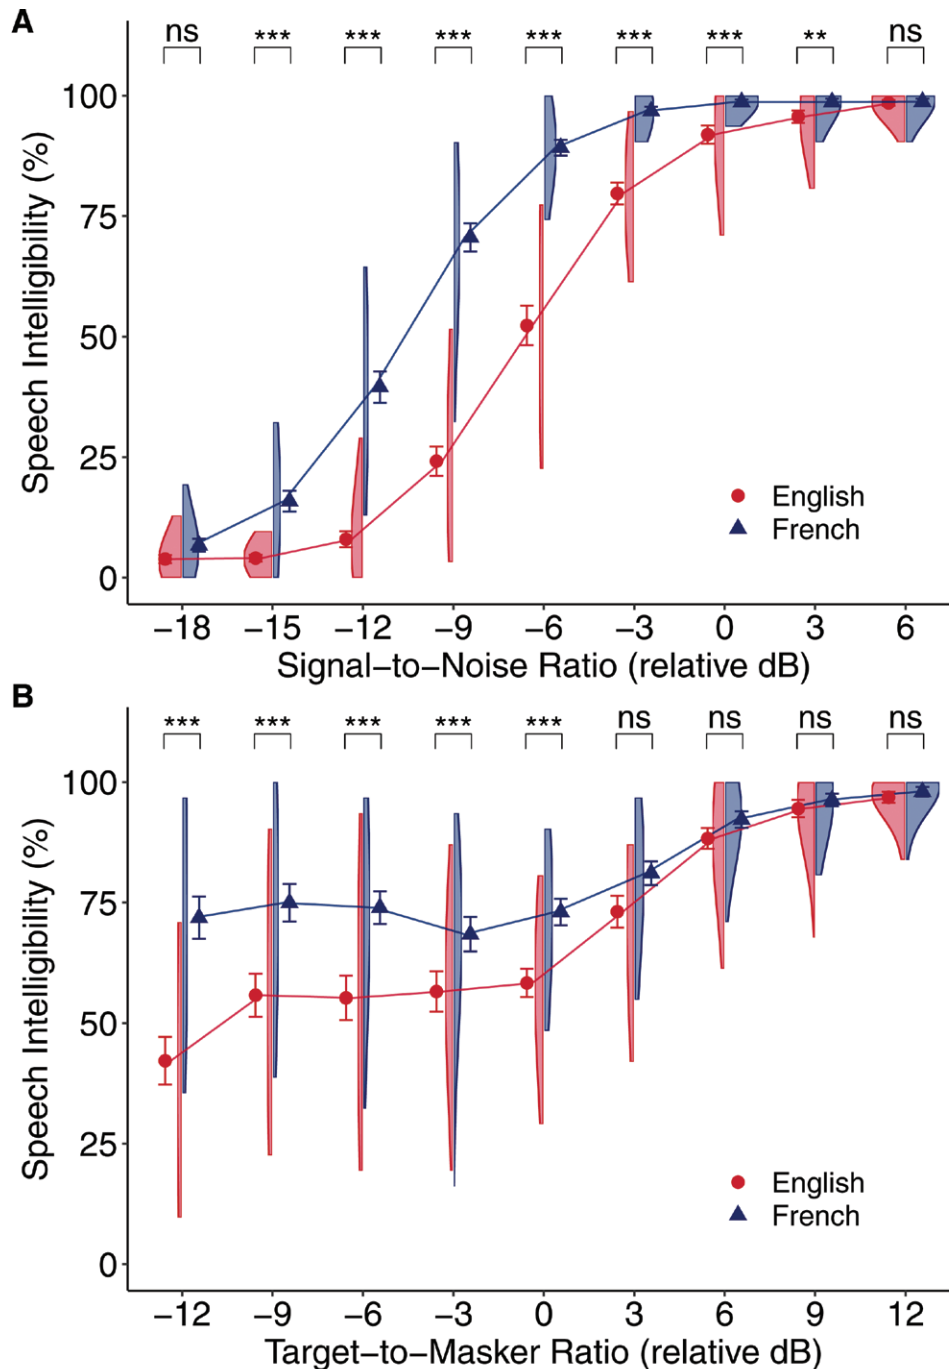 A
ns *** *** *** *** *** *** ** ns
100
75
50
25
0
Speech Intelligibility (%)
English
French
−18 −15 −12 −9 −6 −3 0 3 6
Signal−to−Noise Ratio (relative dB)
B
*** *** *** *** *** ns ns ns ns
100
75
50
25
0
Speech Intelligibility (%)
English
French
−12 −9 −6 −3 0 3 6 9 12
Target−to−Masker Ratio (relative dB)